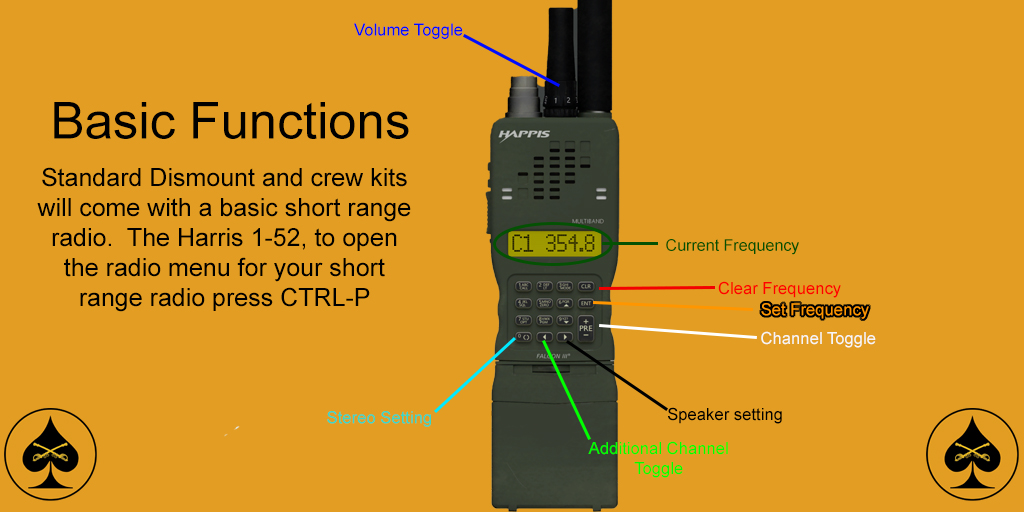 Volume Toggle
1 2
Basic Functions
HARRIS
Standard Dismount and crew kits
will come with a basic short range
radio. The Harris 1-52, to open
the radio menu for your short
range radio press CTRL-P
MULTIBAND
C1 354.8
Current Frequency
CLR
Clear Frequency
ENT
Set Frequency
+
PRE
-
Channel Toggle
0
FALCON III
Stereo Setting
Speaker setting
Additional Channel
Toggle